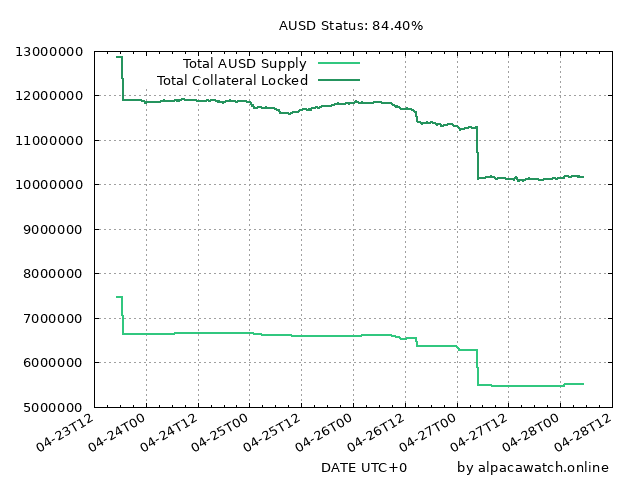 AUSD Status: 84.40%
13000000
12000000
11000000
10000000
9000000
8000000
7000000
6000000
5000000
Total AUSD Supply
Total Collateral Locked
04-23T12
04-24T00
04-24T12
04-25T00
04-25T12
04-26T00
04-26T12
04-27T00
04-27T12
04-28T00
04-28T12
DATE UTC+0 by alpacawatch.online